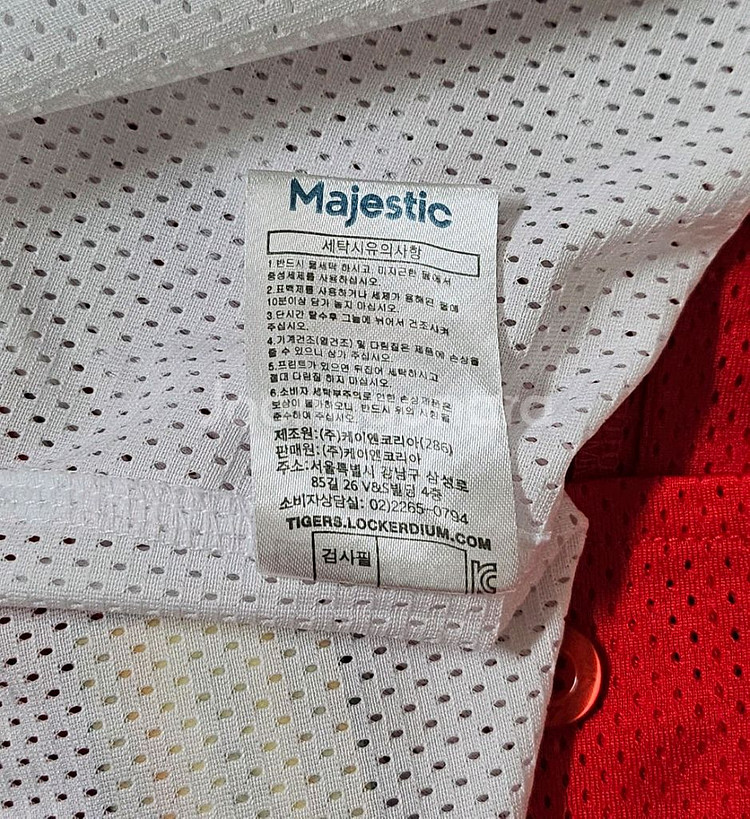 Majestic
세탁시유의사항
1.반드시 물세탁 하시고, 미지근한 물에서
중성세제를 사용하십시오.
2.표백제를 사용하거나 세제가 용해된 물에
10분이상 담가 놓지 마십시오.
3.단시간 탈수후 그늘에 뉘어서 건조시켜
주십시오.
4.기계건조(열건조) 및 다림질은 제품에 손상을
줄 수 있으니 삼가 주십시오.
5.프린트가 있으면 뒤집어 세탁하시고
절대 다림질 하지 마십시오.
6.소비자 세탁부주의로 인한 손상제품은
보상이 불가하오니, 반드시 위의 사항을
준수하여 주십시오.
제조원:(주)케이엔코리아(286)
판매원:(주)케이엔코리아
주소:서울특별시 강남구 삼성로
85길 26 V&S빌딩 4층
소비자상담실: 02)2265-0794
TIGERS.LOCKERDIUM.COM
검사필